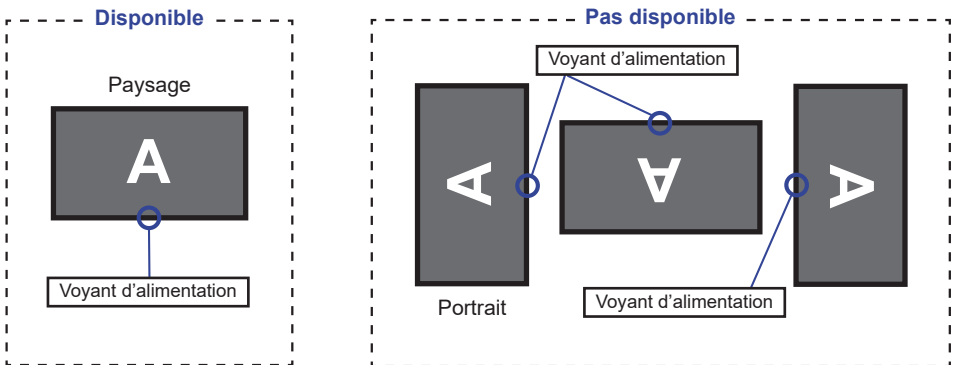 Disponible
Paysage
A
Voyant d’alimentation
Pas disponible
Voyant d’alimentation
A
A
A
Portrait
Voyant d’alimentation